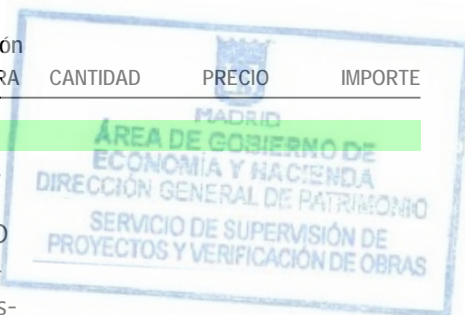 ón
RA CANTIDAD PRECIO IMPORTE
MADRID
ÁREA DE GOBIERNO DE
ECONOMÍA Y HACIENDA
DIRECCIÓN GENERAL DE PATRIMONIO
SERVICIO DE SUPERVISIÓN DE
PROYECTOS Y VERIFICACIÓN DE OBRAS
s-